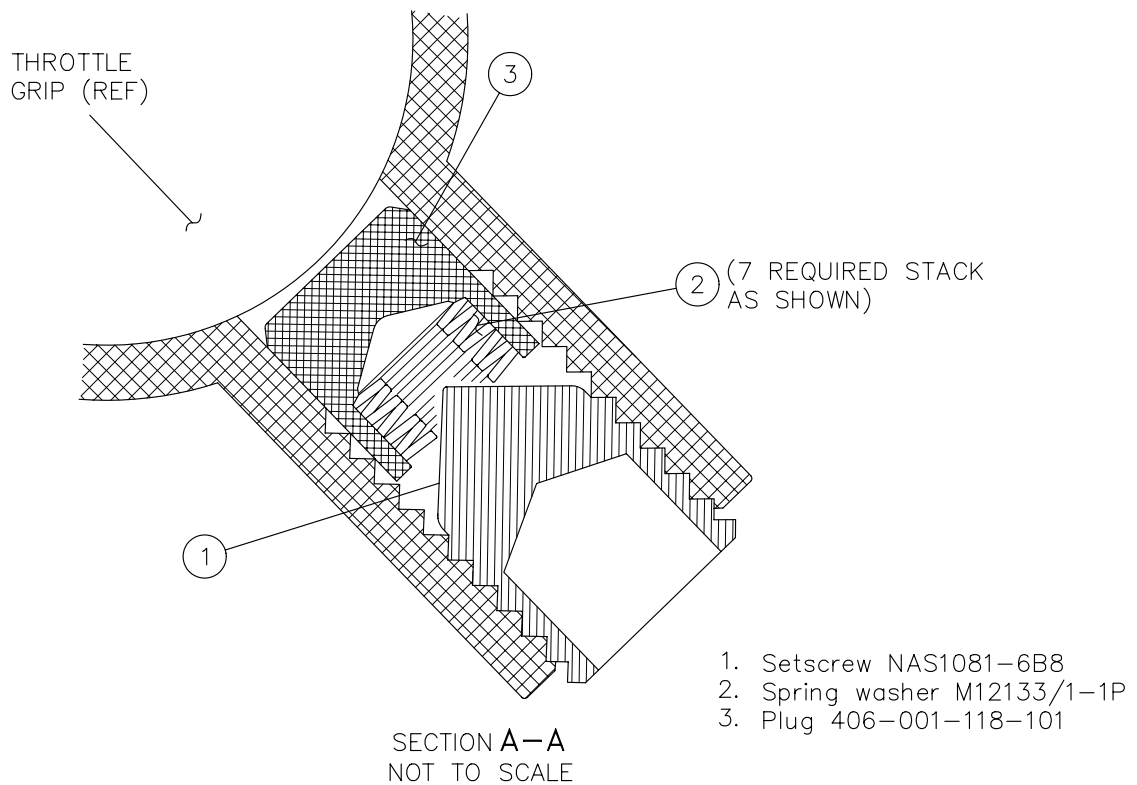 THROTTLE
GRIP (REF)
3
2
(7 REQUIRED STACK
AS SHOWN)
1
1. Setscrew NAS1081-6B8
2. Spring washer M12133/1-1P
3. Plug 406-001-118-101
SECTION A-A
NOT TO SCALE